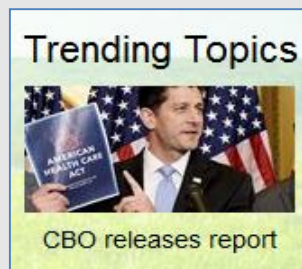 Trending Topics
AMERICAN
HEALTH CARE
ACT
CBO releases report